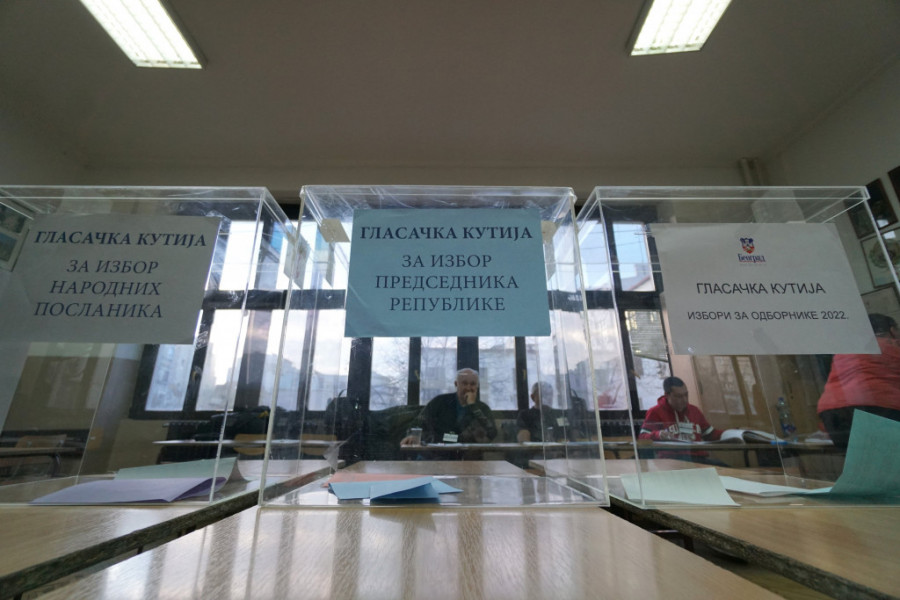 ГЛАСАЧКА КУТИЈА
ЗА ИЗБОР
НАРОДНИХ
ПОСЛАНИКА
ГЛАСАЧКА КУТИЈА
ЗА ИЗБОР
ПРЕДСЕДНИКА
РЕПУБЛИКЕ
Београд
ГЛАСАЧКА КУТИЈА
ИЗБОРИ ЗА ОДБОРНИКЕ 2022.